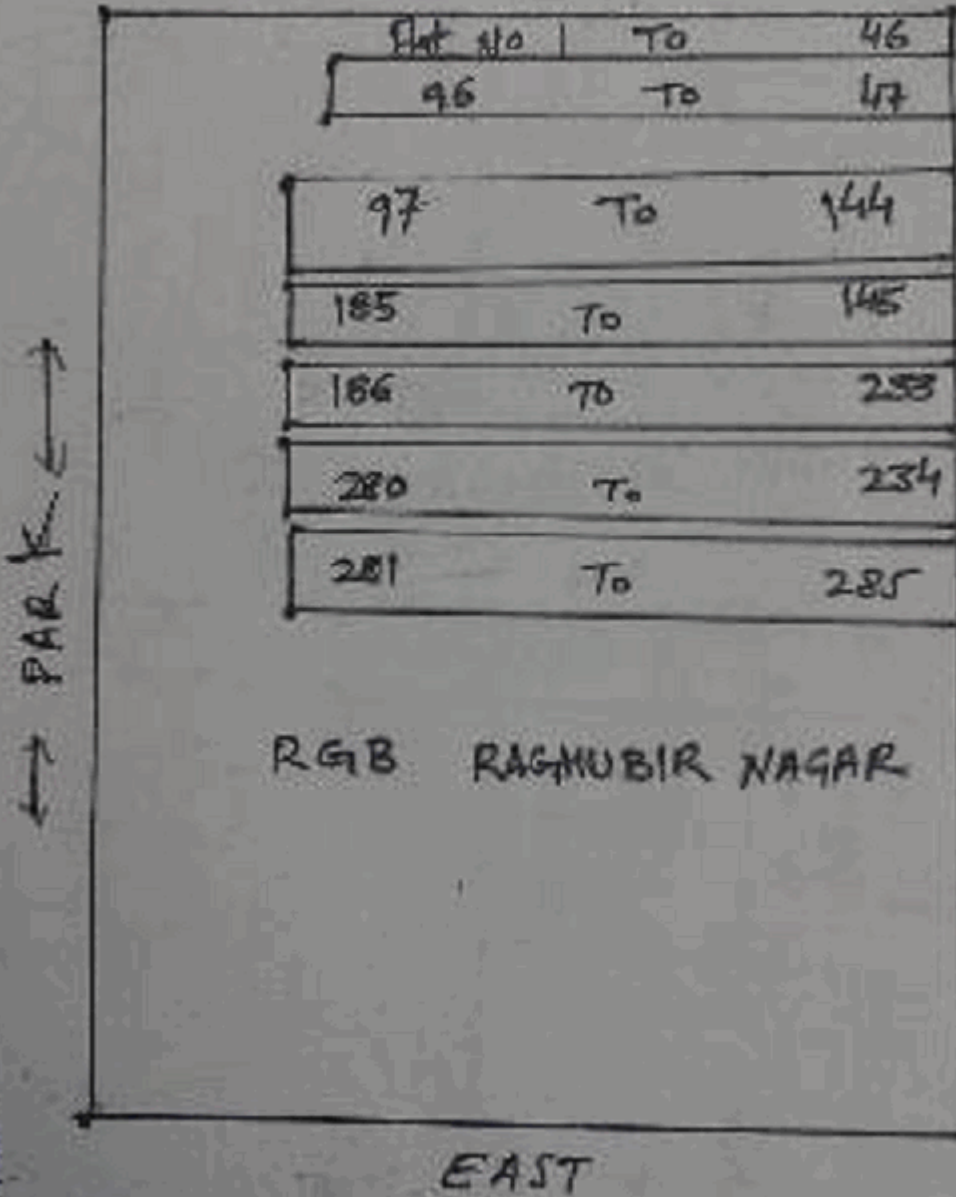 Flat No 1 To 46
96 To 47
97 To 144
185 To 145
186 To 233
280 To 234
281 To 285
← PARK →
RGB RAGHUBIR NAGAR
EAST